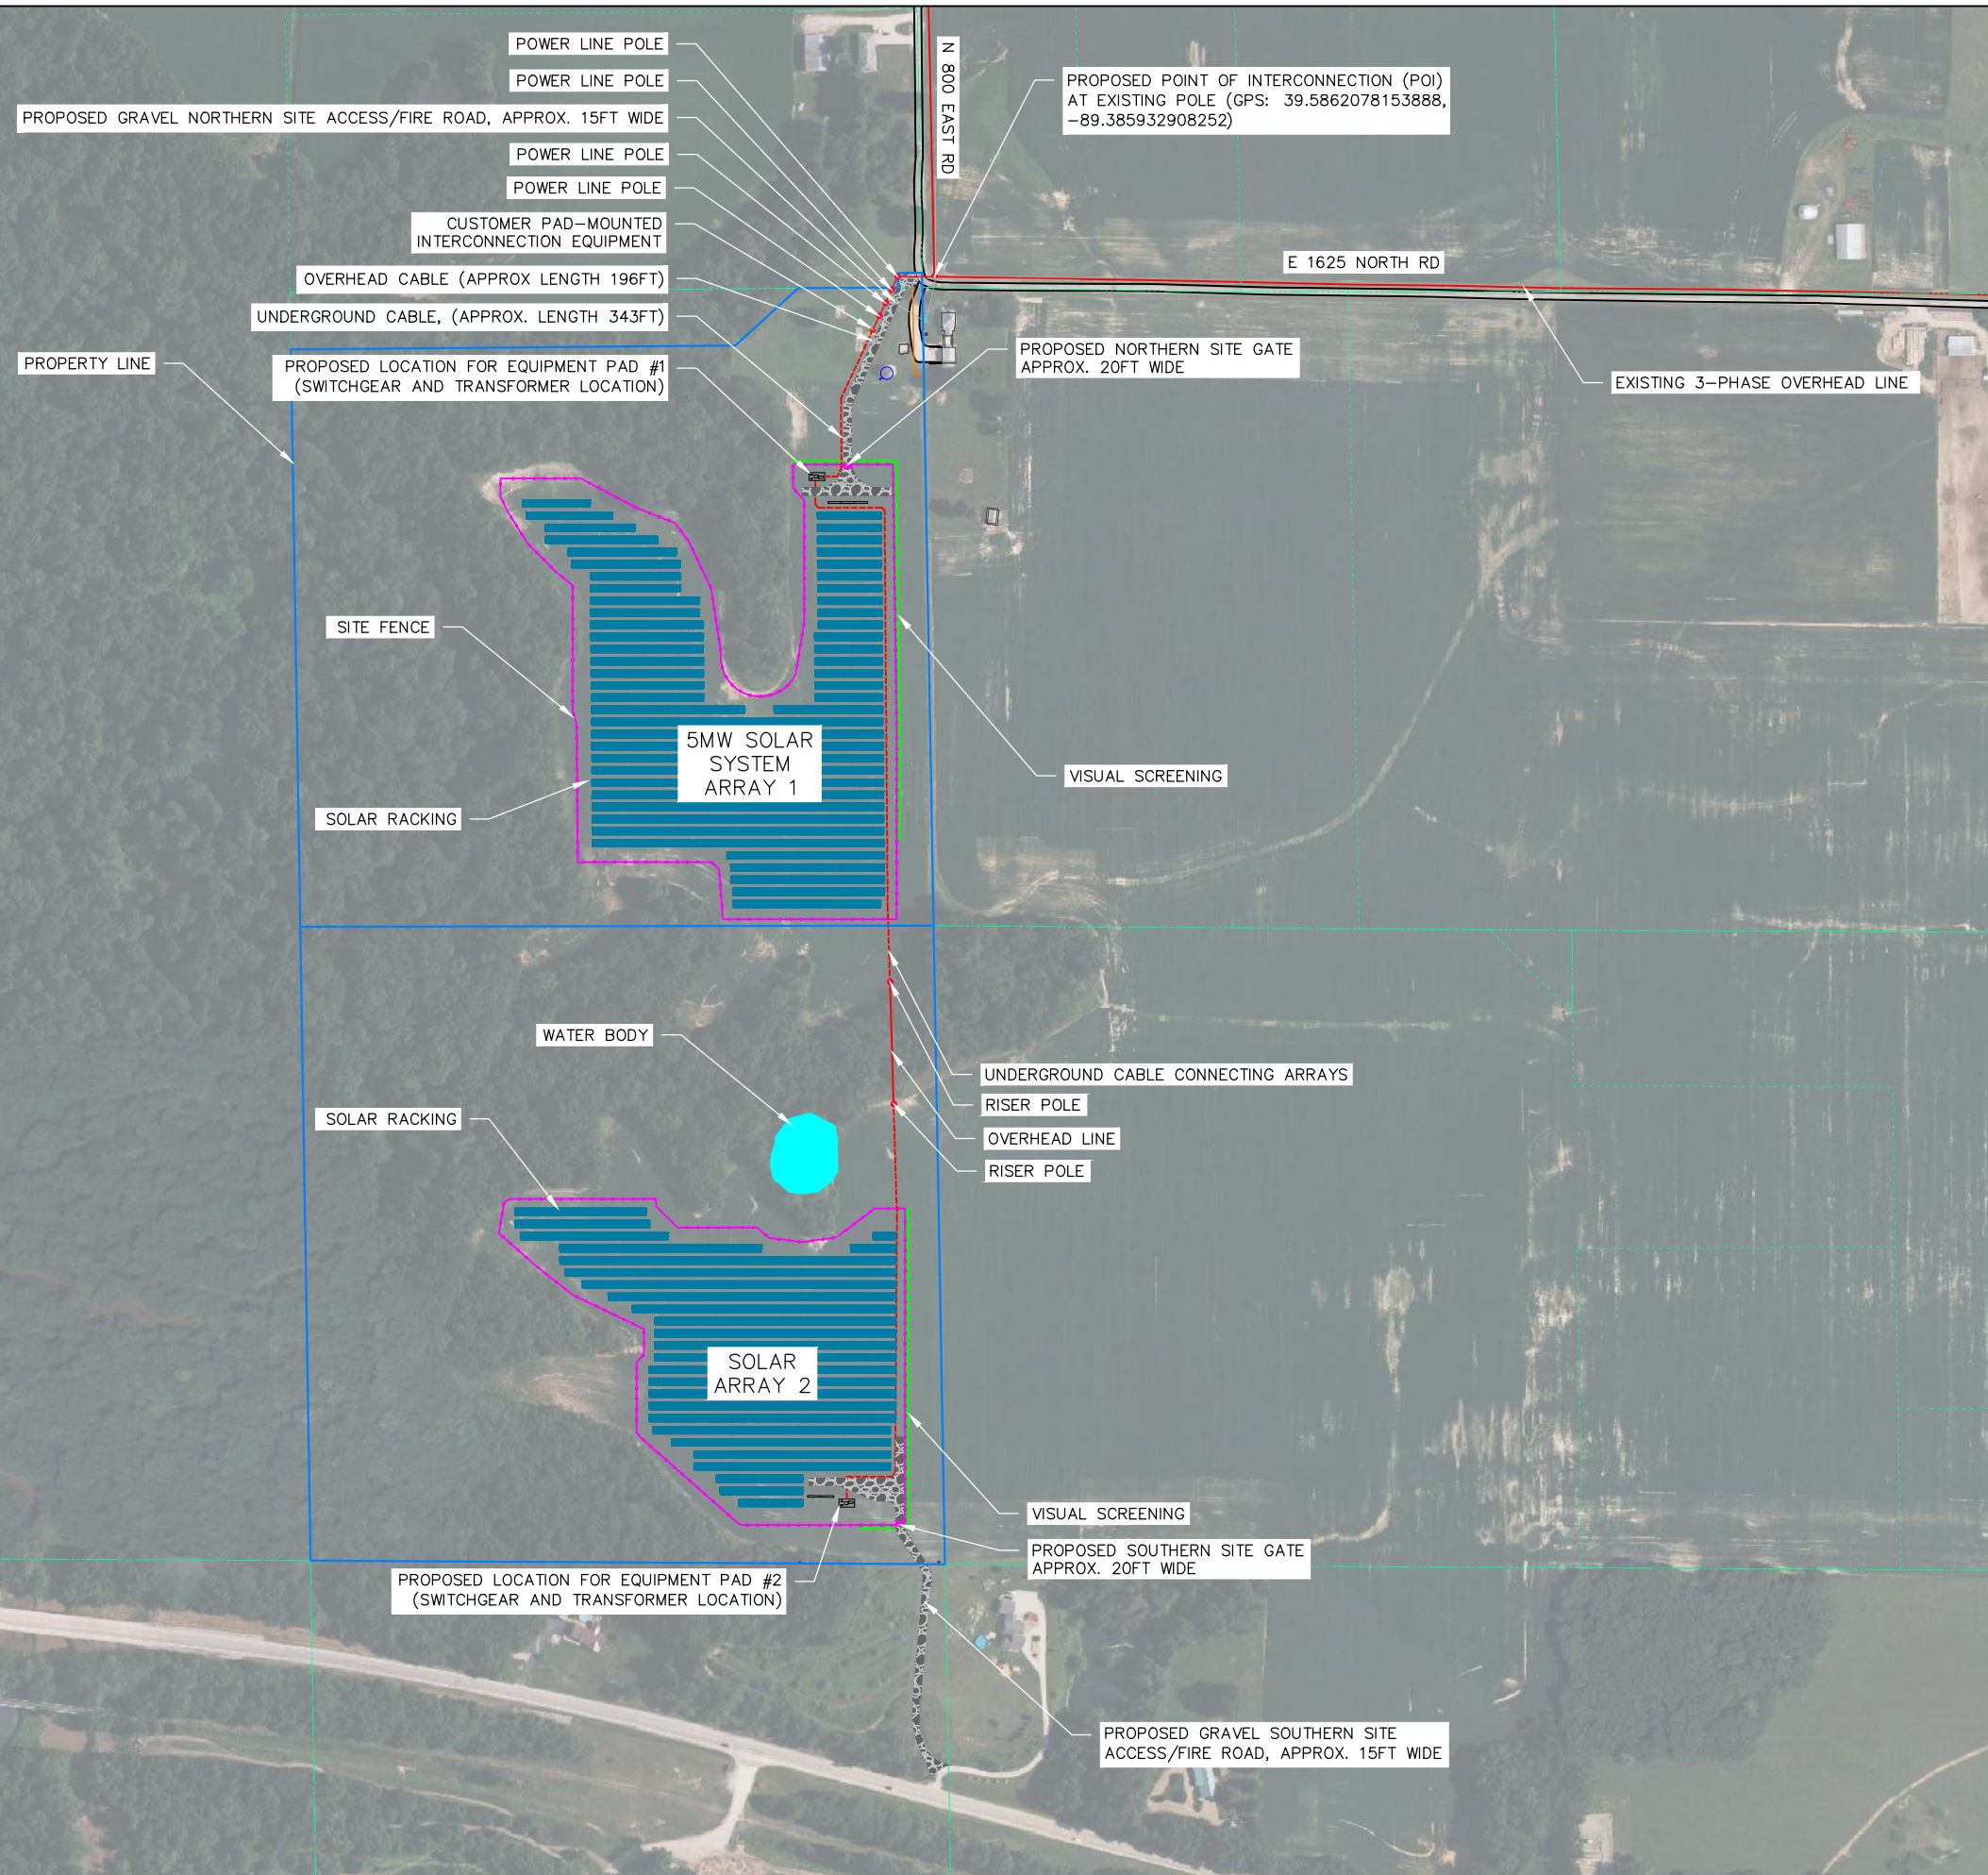 POWER LINE POLE
POWER LINE POLE
PROPOSED GRAVEL NORTHERN SITE ACCESS/FIRE ROAD, APPROX. 15FT WIDE
POWER LINE POLE
POWER LINE POLE
CUSTOMER PAD-MOUNTED
INTERCONNECTION EQUIPMENT
OVERHEAD CABLE (APPROX LENGTH 196FT)
UNDERGROUND CABLE, (APPROX. LENGTH 343FT)
PROPERTY LINE
PROPOSED LOCATION FOR EQUIPMENT PAD #1
(SWITCHGEAR AND TRANSFORMER LOCATION)
N 800 EAST RD
PROPOSED POINT OF INTERCONNECTION (POI)
AT EXISTING POLE (GPS: 39.5862078153888,
-89.385932908252)
E 1625 NORTH RD
PROPOSED NORTHERN SITE GATE
APPROX. 20FT WIDE
EXISTING 3-PHASE OVERHEAD LINE
SITE FENCE
5MW SOLAR
SYSTEM
ARRAY 1
VISUAL SCREENING
SOLAR RACKING
WATER BODY
UNDERGROUND CABLE CONNECTING ARRAYS
RISER POLE
OVERHEAD LINE
RISER POLE
SOLAR RACKING
SOLAR
ARRAY 2
VISUAL SCREENING
PROPOSED SOUTHERN SITE GATE
APPROX. 20FT WIDE
PROPOSED LOCATION FOR EQUIPMENT PAD #2
(SWITCHGEAR AND TRANSFORMER LOCATION)
PROPOSED GRAVEL SOUTHERN SITE
ACCESS/FIRE ROAD, APPROX. 15FT WIDE